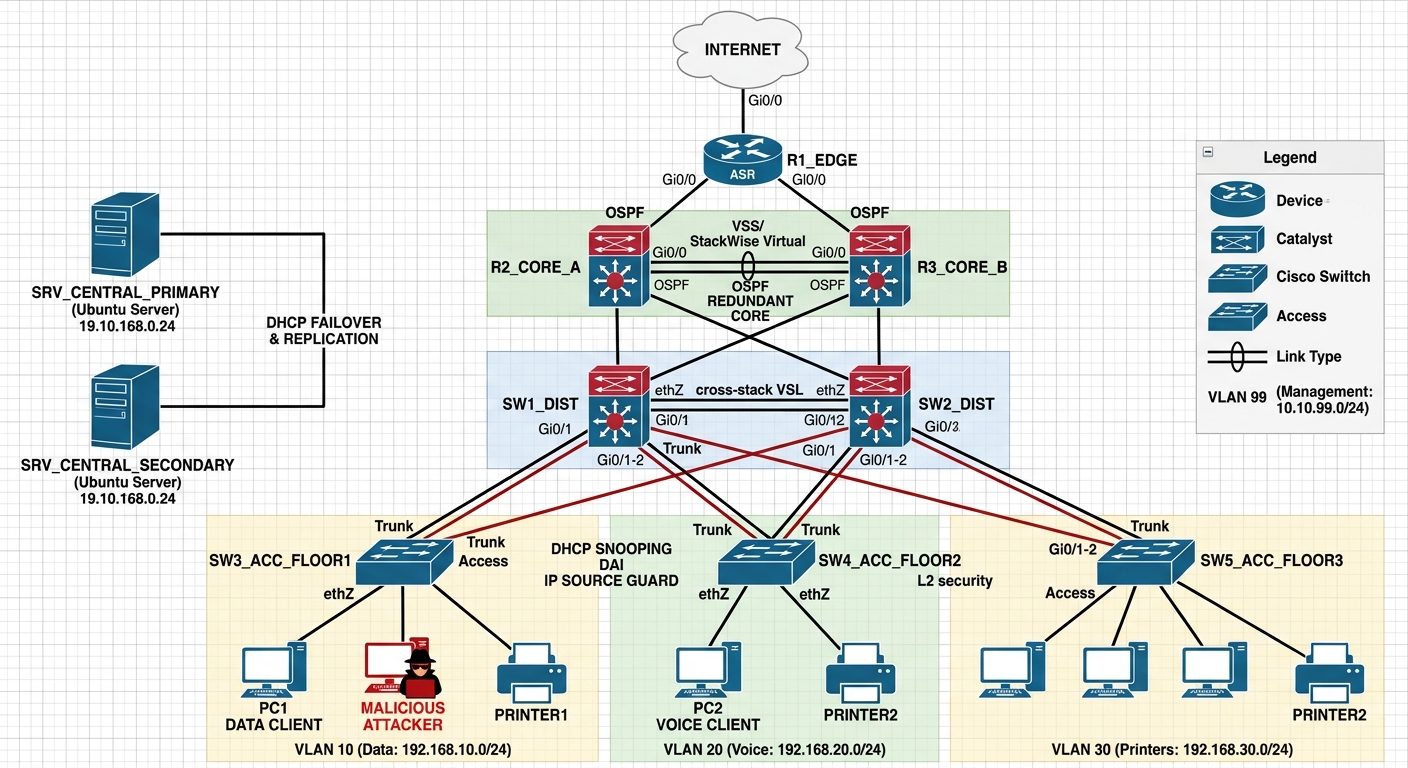 INTERNET
Gi0/0
R1_EDGE
ASR
Gi0/0
Gl0/0
OSPF
OSPF
VSS/
StackWise Virtual
Gi0/0
Gi0/0
R2_CORE_A
R3_CORE_B
OSPF
OSPF
OSPF
REDUNDANT
CORE
SRV_CENTRAL_PRIMARY
(Ubuntu Server)
19.10.168.0.24
DHCP FAILOVER
& REPLICATION
SRV_CENTRAL_SECONDARY
(Ubuntu Server)
19.10.168.0.24
ethZ
cross-stack VSL
ethZ
SW1_DIST
SW2_DIST
Gi0/1
Gi0/1
Gi0/12
Gi0/3
Trunk
Gi0/1
Gi0/1-2
Gl0/1-2
Trunk
SW3_ACC_FLOOR1
Trunk
Access
ethZ
DHCP SNOOPING
DAI
IP SOURCE GUARD
Trunk
Trunk
SW4_ACC_FLOOR2
L2 security
ethZ
ethZ
Trunk
Gi0/1-2
SW5_ACC_FLOOR3
Access
PC1
DATA CLIENT
MALICIOUS
ATTACKER
PRINTER1
PC2
VOICE CLIENT
PRINTER2
PRINTER2
VLAN 10 (Data: 192.168.10.0/24)
VLAN 20 (Voice: 192.168.20.0/24)
VLAN 30 (Printers: 192.168.30.0/24)
Legend
Device
Catalyst
Cisco Swittch
Access
Link Type
VLAN 99 (Management:
10.10.99.0/24)